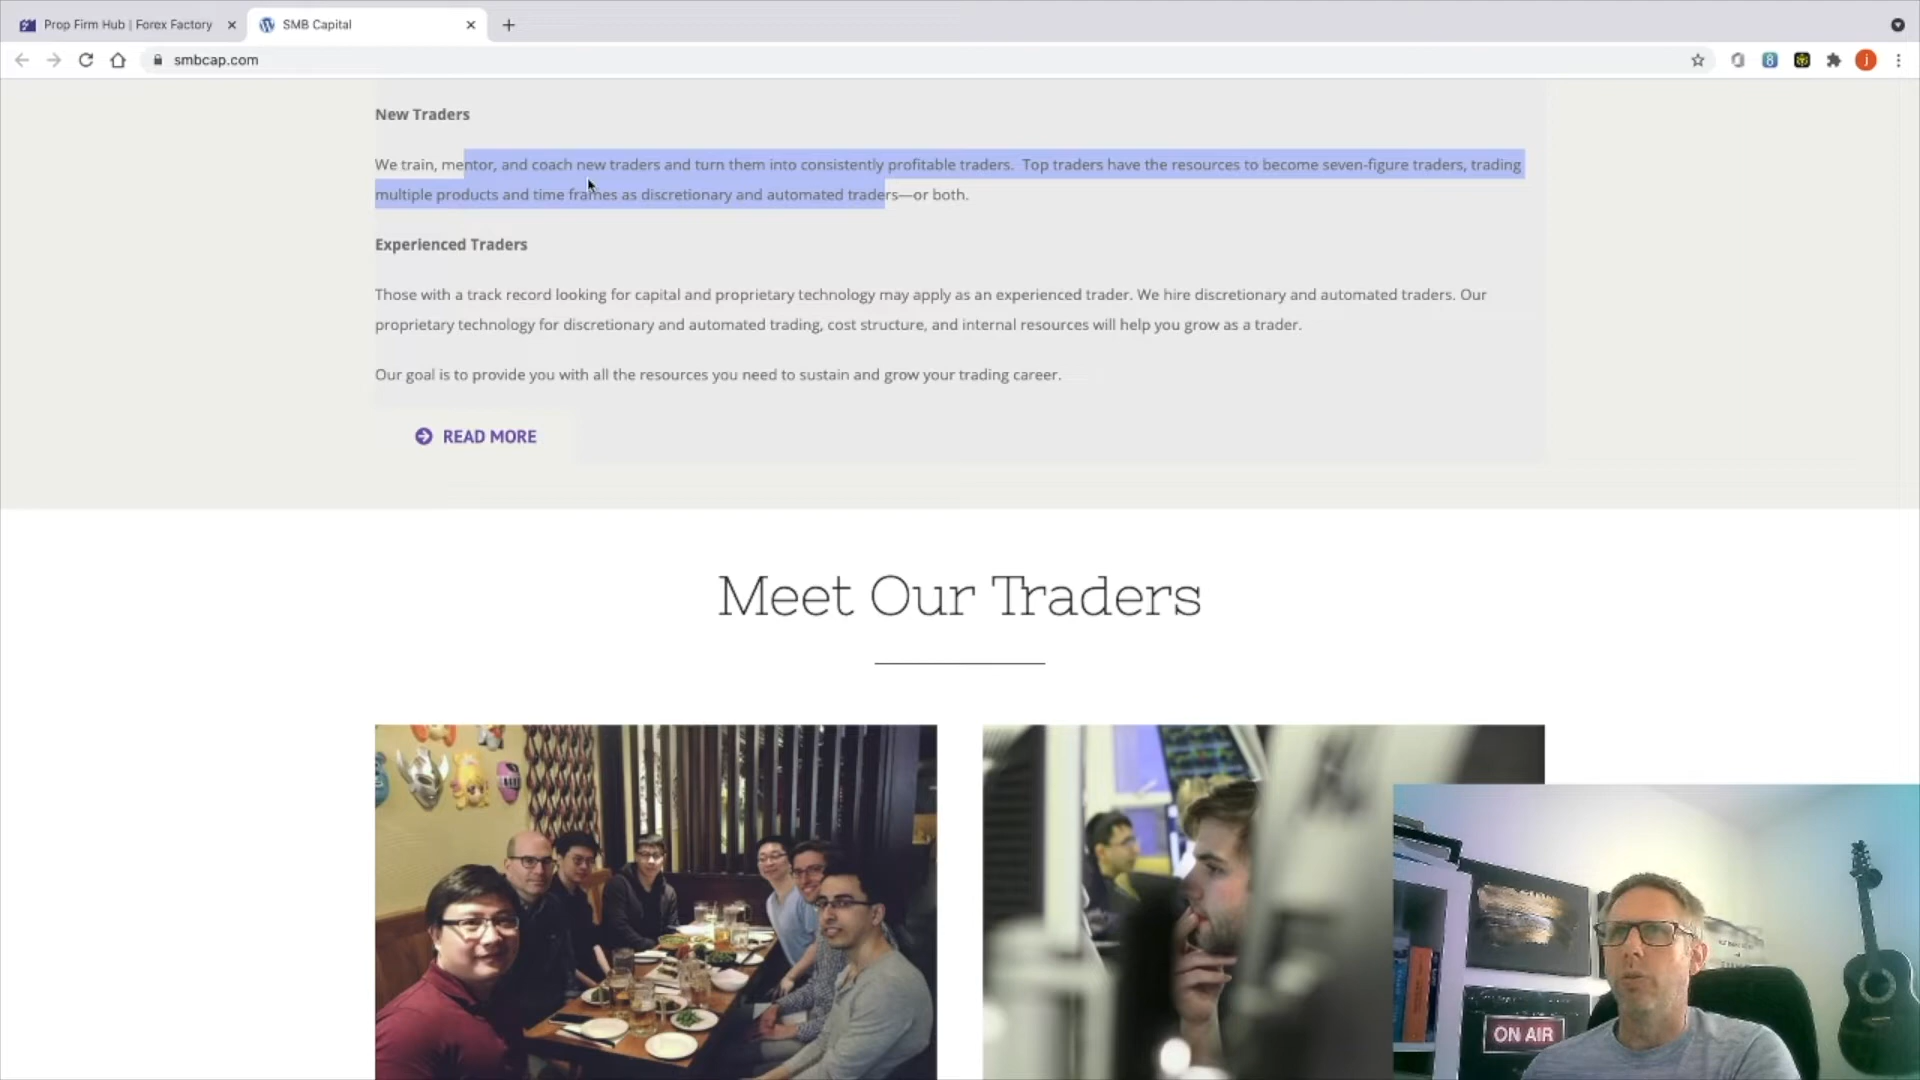 Prop Firm Hub | Forex Factory
SMB Capital
smbcap.com
New Traders
We train, mentor, and coach new traders and turn them into consistently profitable traders.  Top traders have the resources to become seven-figure traders, trading
multiple products and time frames as discretionary and automated traders—or both.
Experienced Traders
Those with a track record looking for capital and proprietary technology may apply as an experienced trader. We hire discretionary and automated traders. Our
proprietary technology for discretionary and automated trading, cost structure, and internal resources will help you grow as a trader.
Our goal is to provide you with all the resources you need to sustain and grow your trading career.
READ MORE
Meet Our Traders
ON AIR